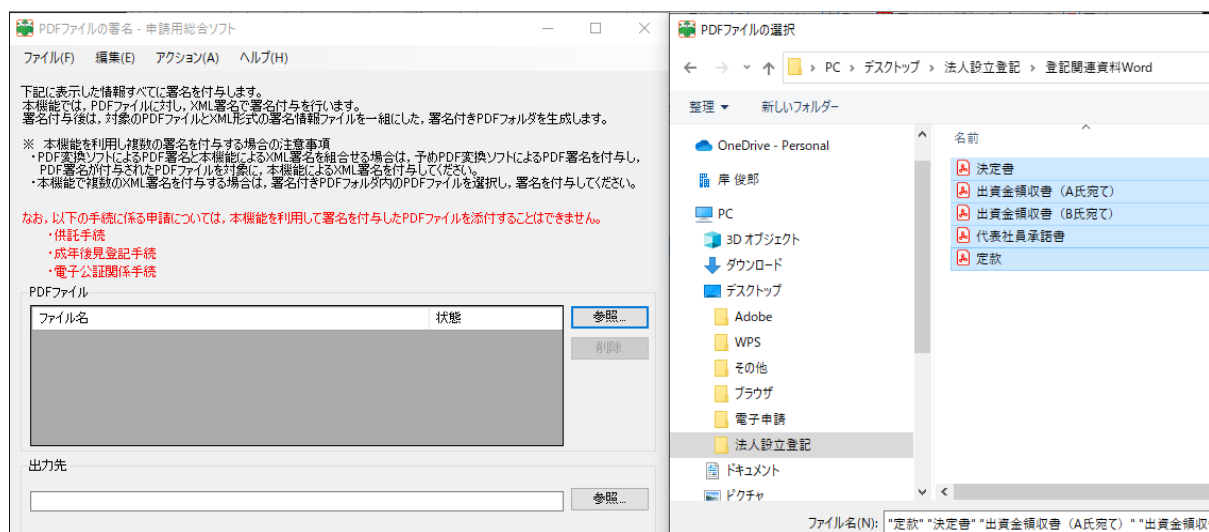 PDFファイルの署名 - 申請用総合ソフト
ファイル(F) 編集(E) アクション(A) ヘルプ(H)
下記に表示した情報すべてに署名を付与します。
本機能では，PDFファイルに対し，XML署名で署名付与を行います。
署名付与後は，対象のPDFファイルとXML形式の署名情報ファイルを一組にした，署名付きPDFフォルダを生成します。
※ 本機能を利用し複数の署名を付与する場合の注意事項
・PDF変換ソフトによるPDF署名と本機能によるXML署名を組合せる場合は，予めPDF変換ソフトによるPDF署名を付与し，
PDF署名が付与されたPDFファイルを対象に，本機能によるXML署名を付与してください。
・本機能で複数のXML署名を付与する場合は，署名付きPDFフォルダ内のPDFファイルを選択し，署名を付与してください。
なお，以下の手続に係る申請については，本機能を利用して署名を付与したPDFファイルを添付することはできません。
・供託手続
・成年後見登記手続
・電子公証関係手続
PDFファイル
ファイル名 状態
参照...
削除
出力先
参照...
PDFファイルの選択
PC › デスクトップ › 法人設立登記 › 登記関連資料Word
整理 新しいフォルダー
OneDrive - Personal
岸 俊郎
PC
3D オブジェクト
ダウンロード
デスクトップ
Adobe
WPS
その他
ブラウザ
電子申請
法人設立登記
ドキュメント
ピクチャ
名前
決定書
出資金領収書（A氏宛て）
出資金領収書（B氏宛て）
代表社員承諾書
定款
ファイル名(N): "定款" "決定書" "出資金領収書（A氏宛て）" "出資金領収